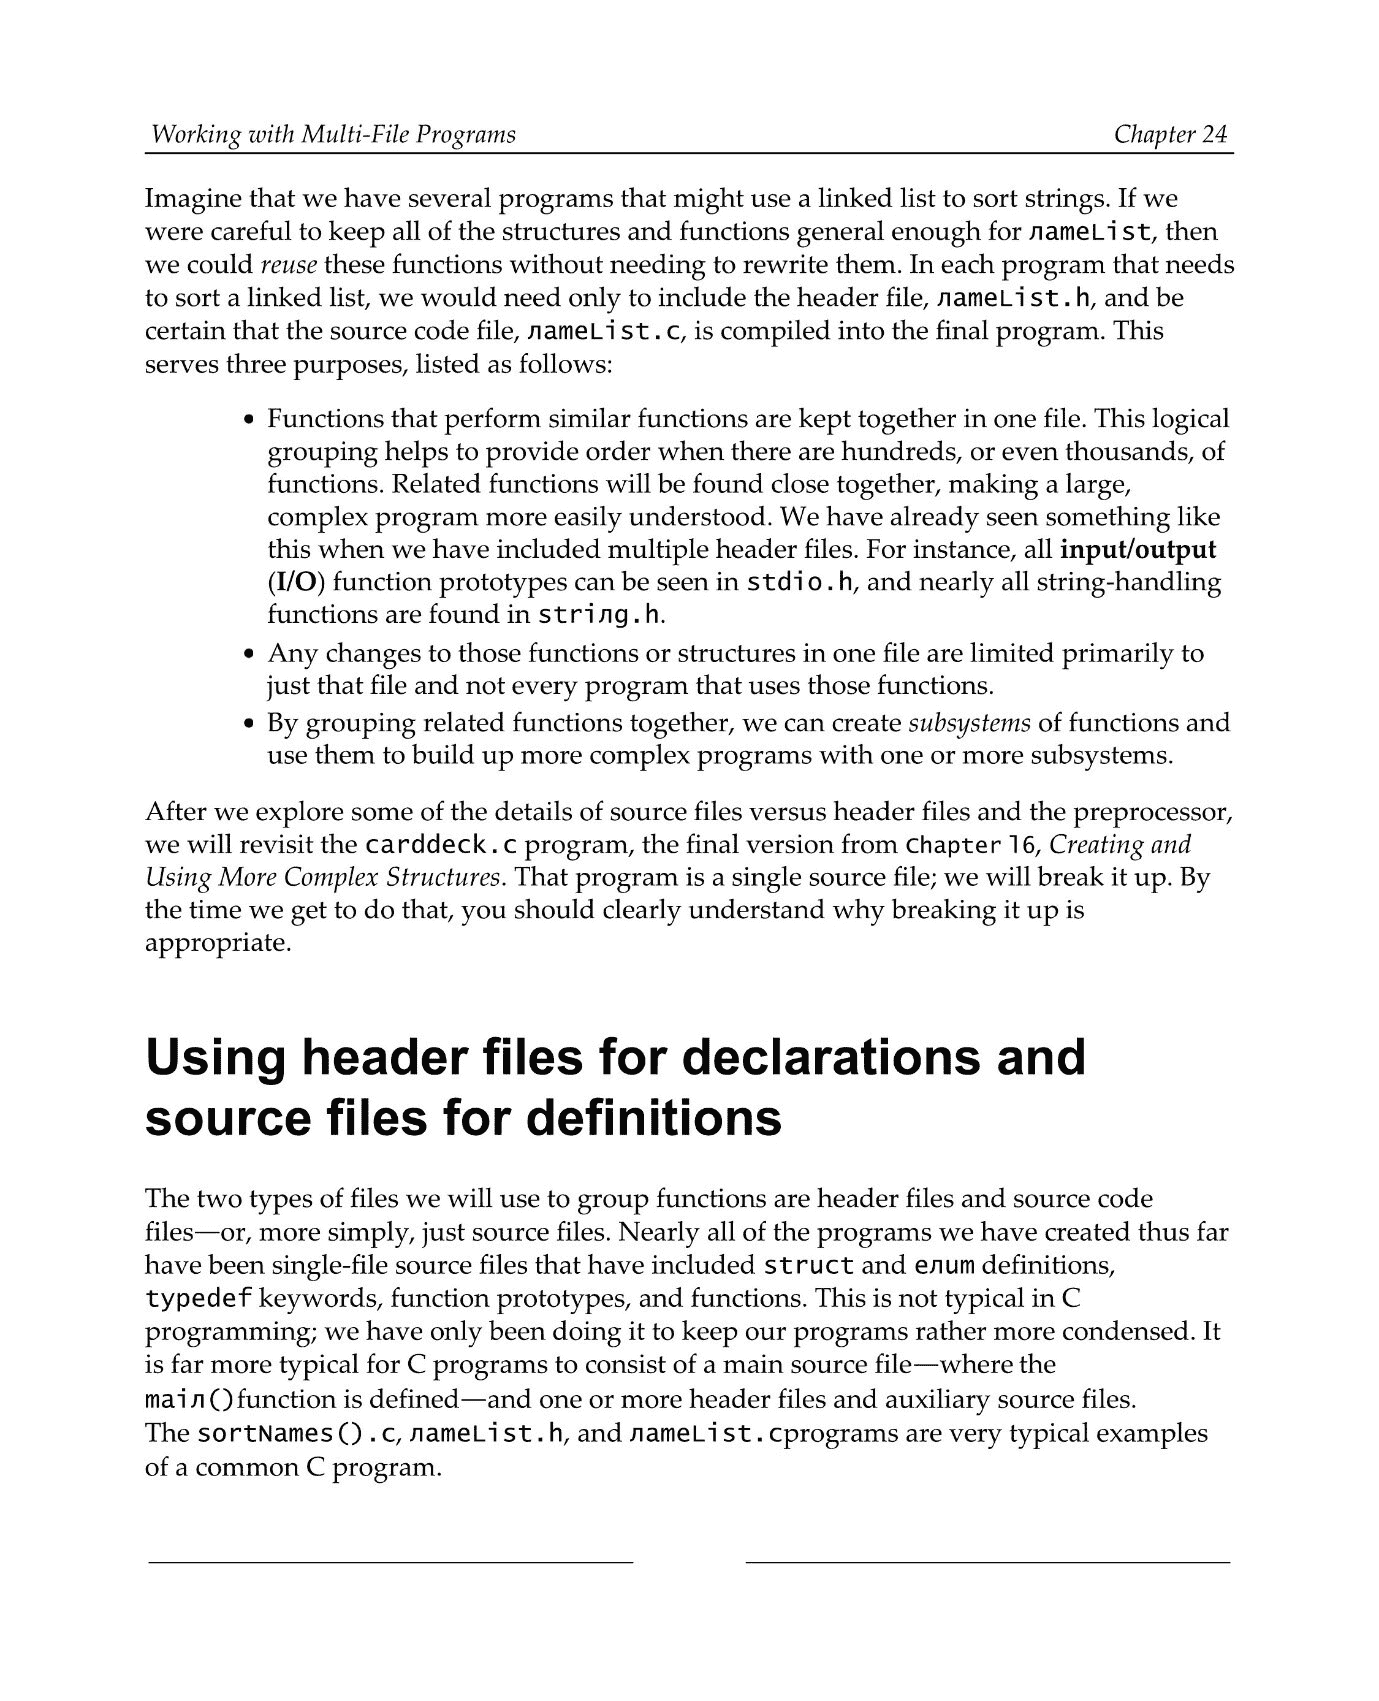 Working with Multi-File Programs Chapter 24
Imagine that we have several programs that might use a linked list to sort strings. If we
were careful to keep all of the structures and functions general enough for лameList, then
we could reuse these functions without needing to rewrite them. In each program that needs
to sort a linked list, we would need only to include the header file, лameList.h, and be
certain that the source code file, лameList.c, is compiled into the final program. This
serves three purposes, listed as follows:
• Functions that perform similar functions are kept together in one file. This logical
grouping helps to provide order when there are hundreds, or even thousands, of
functions. Related functions will be found close together, making a large,
complex program more easily understood. We have already seen something like
this when we have included multiple header files. For instance, all input/output
(I/O) function prototypes can be seen in stdio.h, and nearly all string-handling
functions are found in striлg.h.
• Any changes to those functions or structures in one file are limited primarily to
just that file and not every program that uses those functions.
• By grouping related functions together, we can create subsystems of functions and
use them to build up more complex programs with one or more subsystems.
After we explore some of the details of source files versus header files and the preprocessor,
we will revisit the carddeck.c program, the final version from Chapter 16, Creating and
Using More Complex Structures. That program is a single source file; we will break it up. By
the time we get to do that, you should clearly understand why breaking it up is
appropriate.
Using header files for declarations and
source files for definitions
The two types of files we will use to group functions are header files and source code
files—or, more simply, just source files. Nearly all of the programs we have created thus far
have been single-file source files that have included struct and eлum definitions,
typedef keywords, function prototypes, and functions. This is not typical in C
programming; we have only been doing it to keep our programs rather more condensed. It
is far more typical for C programs to consist of a main source file—where the
maiл()function is defined—and one or more header files and auxiliary source files.
The sortNames().c, лameList.h, and лameList.cprograms are very typical examples
of a common C program.